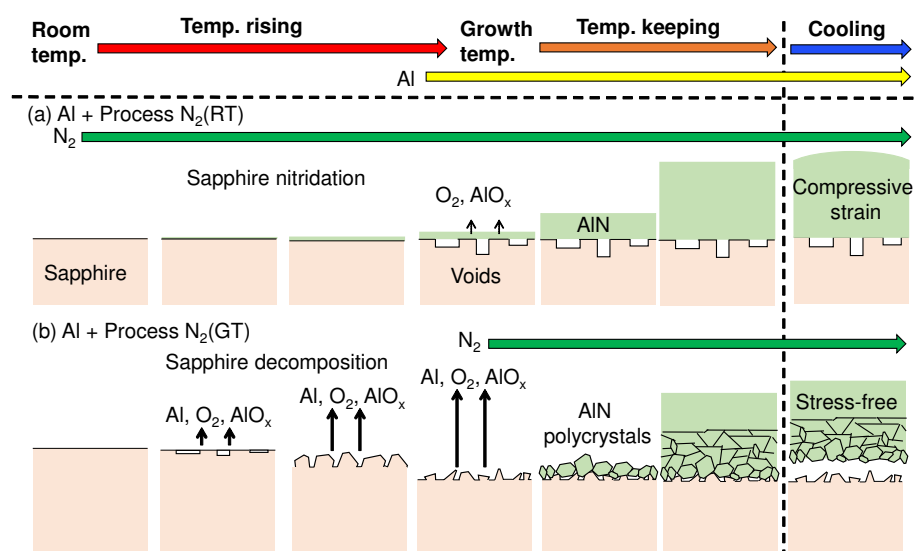 Room
temp.
Temp. rising
Growth
temp.
Temp. keeping
Cooling
Al
(a) Al + Process N₂(RT)
N₂
Sapphire nitridation
O₂, AlOₓ
AlN
Compressive
strain
Sapphire
Voids
(b) Al + Process N₂(GT)
N₂
Sapphire decomposition
Al, O₂, AlOₓ
Al, O₂, AlOₓ
Al, O₂, AlOₓ
AlN
polycrystals
Stress-free